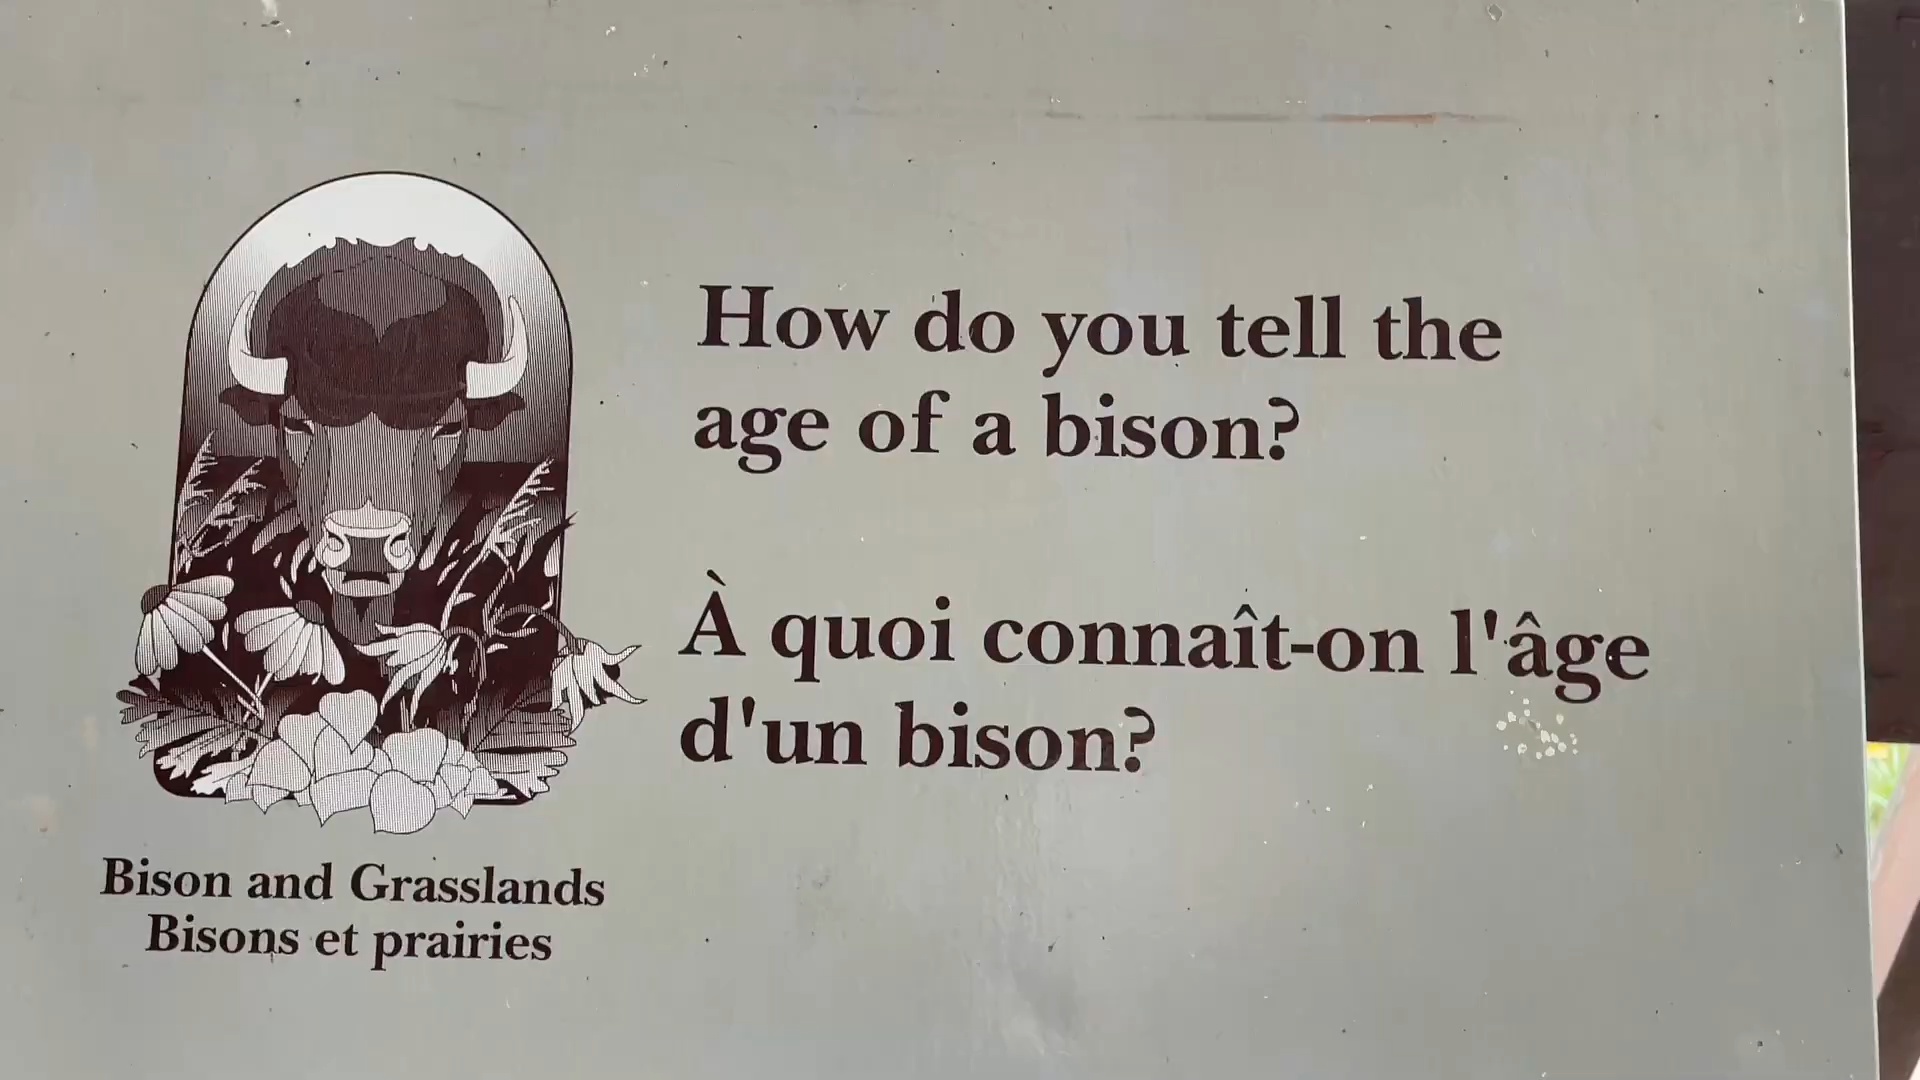 How do you tell the
age of a bison?
À quoi connaît-on l'âge
d'un bison?
Bison and Grasslands
Bisons et prairies